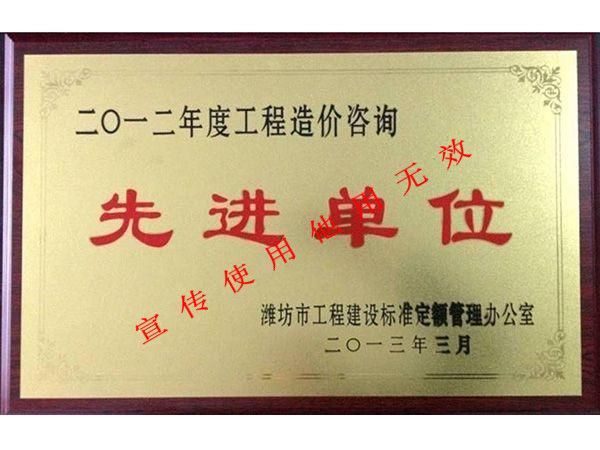 二〇一二年度工程造价咨询
先进单位
宣传使用他用无效
潍坊市工程建设标准定额管理办公室
二〇一三年三月